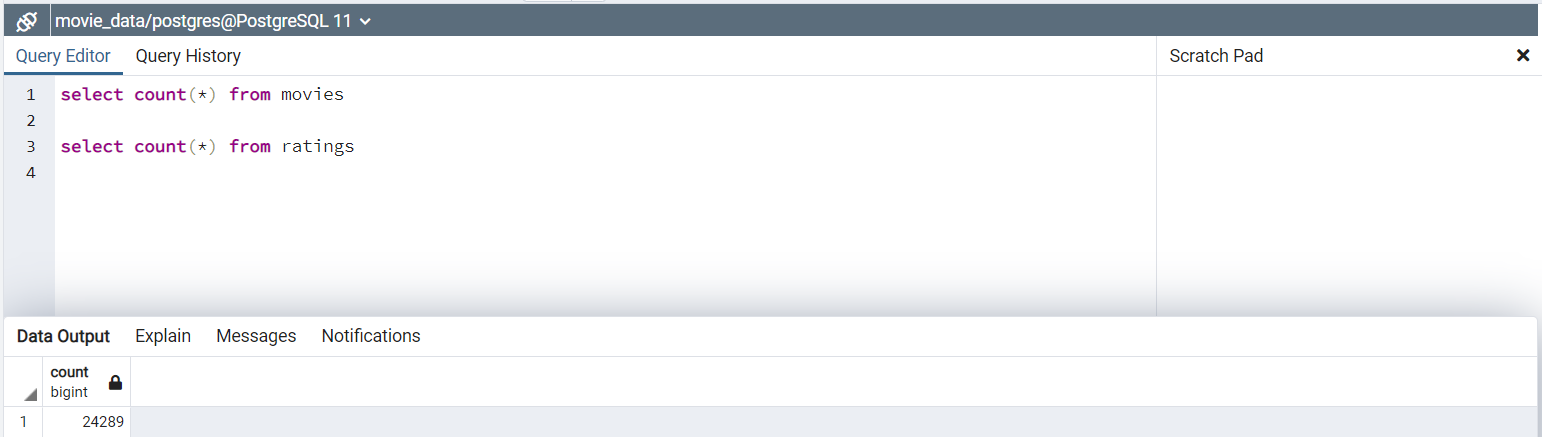 movie_data/postgres@PostgreSQL 11
Query Editor Query History Scratch Pad
1 select count(*) from movies
2
3 select count(*) from ratings
4
Data Output Explain Messages Notifications
count
bigint
1 24289